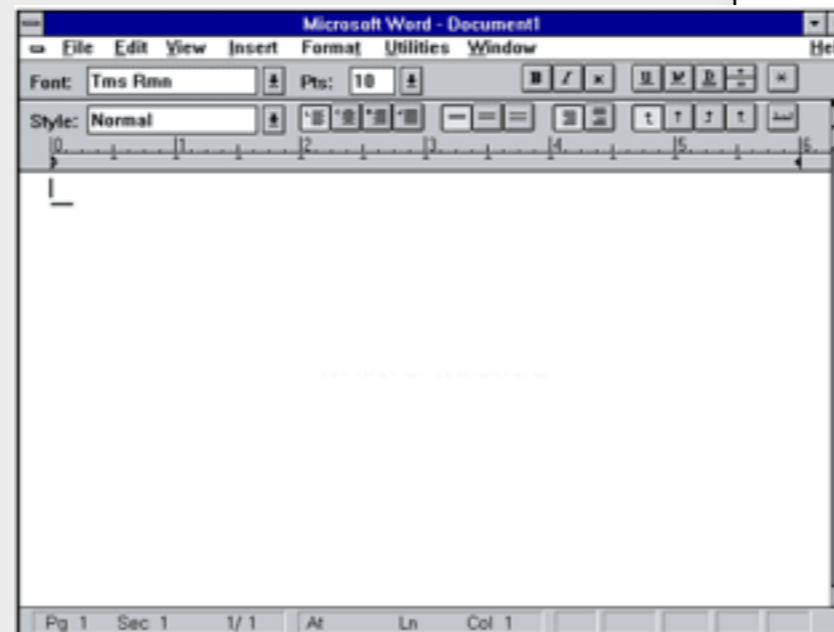 Microsoft Word - Document1
File Edit View Insert Format Utilities Window
Font: Tms Rmn Pts: 10 B I K U W D
Style: Normal
0 1 2 3 4 5 6
Pg 1 Sec 1 1/1 At Ln Col 1